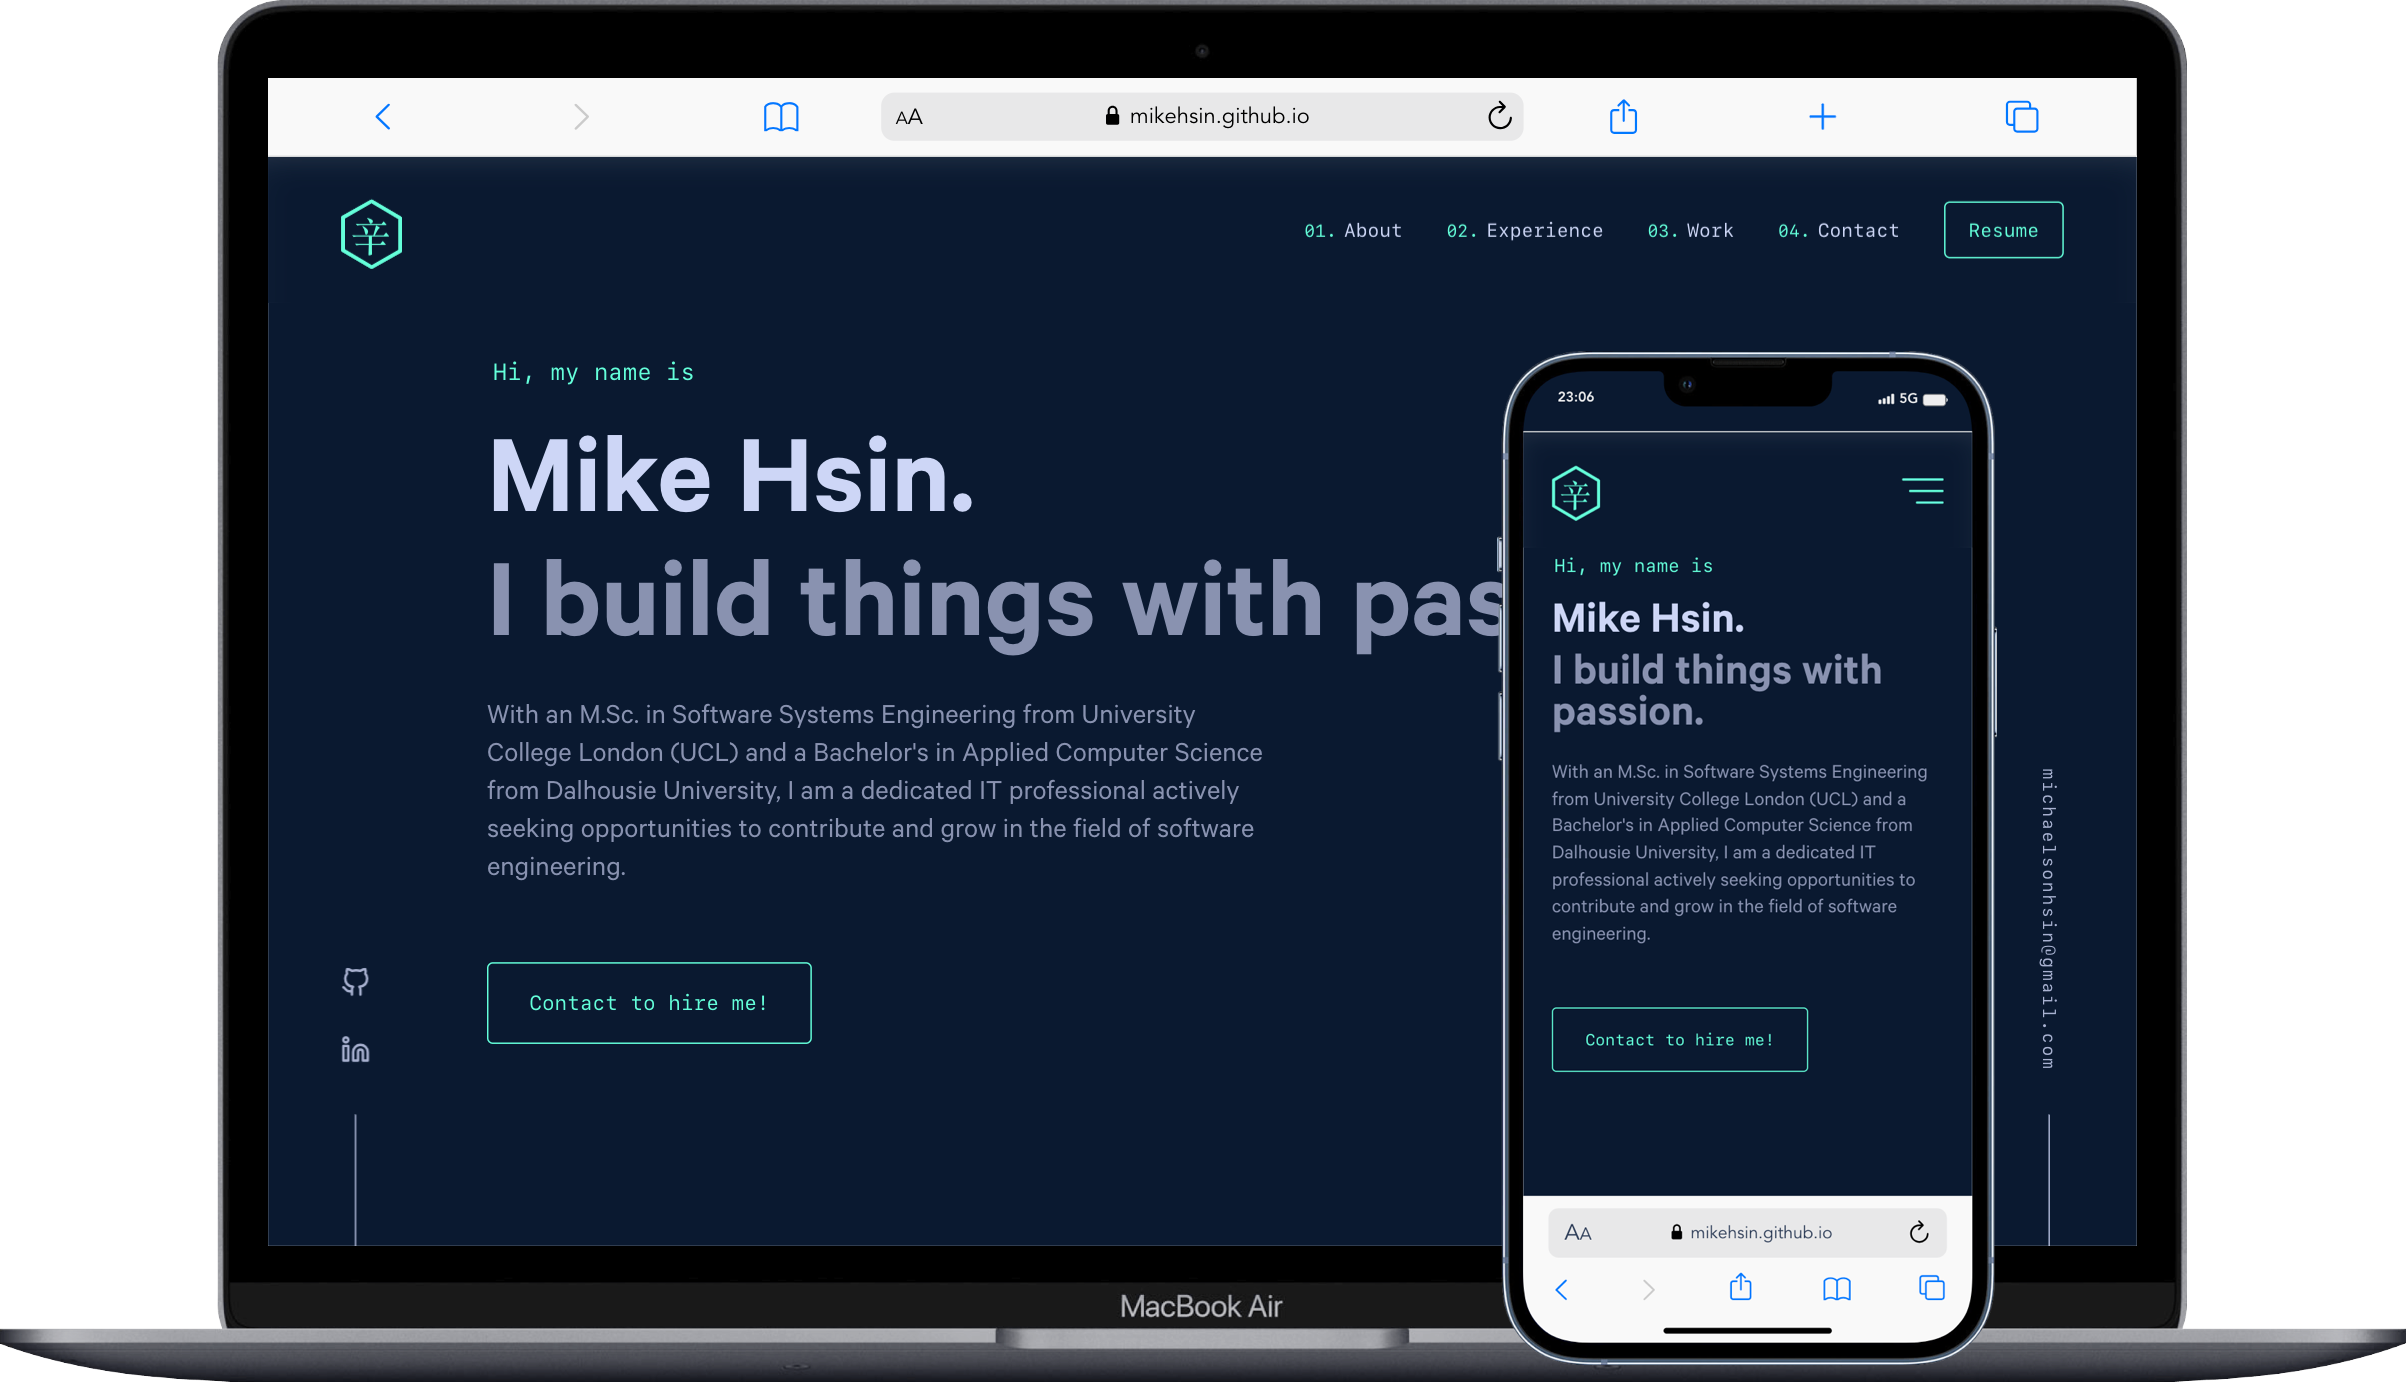 AA mikehsin.github.io
辛
01. About 02. Experience 03. Work 04. Contact Resume
Hi, my name is
Mike Hsin.
I build things with pas
With an M.Sc. in Software Systems Engineering from University
College London (UCL) and a Bachelor's in Applied Computer Science
from Dalhousie University, I am a dedicated IT professional actively
seeking opportunities to contribute and grow in the field of software
engineering.
Contact to hire me!
in
michaelsonhsin@gmail.com
23:06 5G
辛
Hi, my name is
Mike Hsin.
I build things with
passion.
With an M.Sc. in Software Systems Engineering
from University College London (UCL) and a
Bachelor's in Applied Computer Science from
Dalhousie University, I am a dedicated IT
professional actively seeking opportunities to
contribute and grow in the field of software
engineering.
Contact to hire me!
AA mikehsin.github.io
MacBook Air